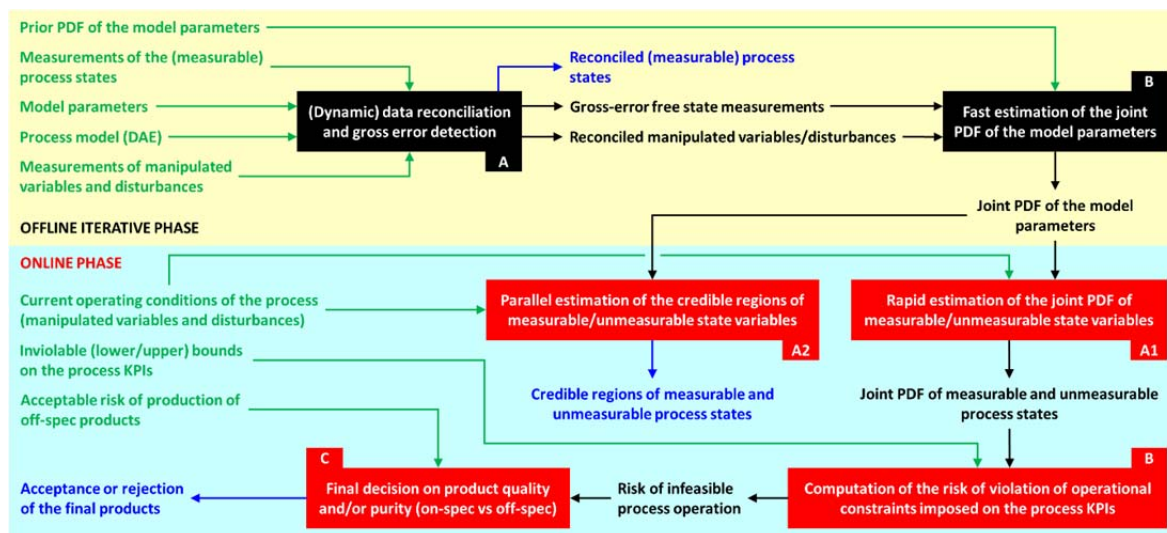 Prior PDF of the model parameters
Measurements of the (measurable)
process states
Reconciled (measurable) process
states
B
Model parameters
(Dynamic) data reconciliation
and gross error detection
Gross-error free state measurements
Fast estimation of the joint
PDF of the model parameters
Process model (DAE)
Reconciled manipulated variables/disturbances
A
Measurements of manipulated
variables and disturbances
Joint PDF of the model
parameters
OFFLINE ITERATIVE PHASE
ONLINE PHASE
Current operating conditions of the process
(manipulated variables and disturbances)
Parallel estimation of the credible regions of
measurable/unmeasurable state variables
A2
Rapid estimation of the joint PDF of
measurable/unmeasurable state variables
A1
Inviolable (lower/upper) bounds
on the process KPIs
Acceptable risk of production of
off-spec products
Credible regions of measurable and
unmeasurable process states
Joint PDF of measurable and unmeasurable
process states
C
B
Acceptance or rejection
of the final products
Final decision on product quality
and/or purity (on-spec vs off-spec)
Risk of infeasible
process operation
Computation of the risk of violation of operational
constraints imposed on the process KPIs